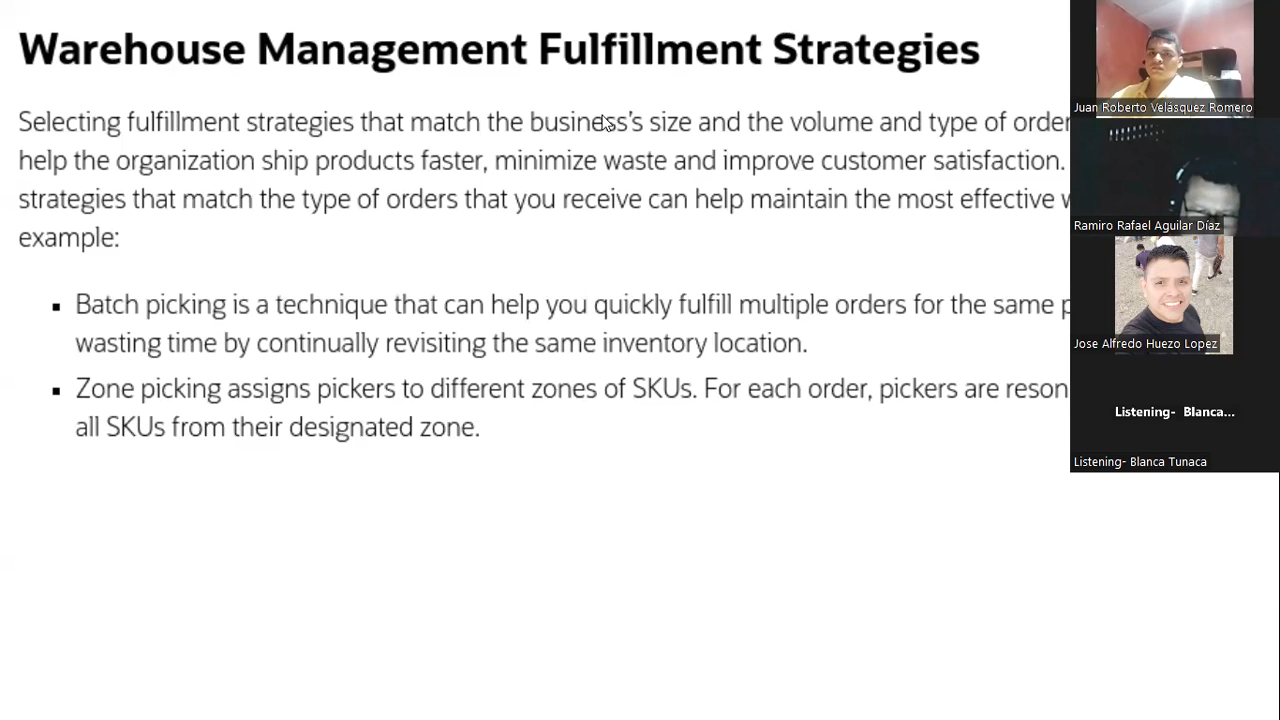 Warehouse Management Fulfillment Strategies
Selecting fulfillment strategies that match the business's size and the volume and type of order
help the organization ship products faster, minimize waste and improve customer satisfaction.
strategies that match the type of orders that you receive can help maintain the most effective
example:
▪ Batch picking is a technique that can help you quickly fulfill multiple orders for the same
wasting time by continually revisiting the same inventory location.
▪ Zone picking assigns pickers to different zones of SKUs. For each order, pickers are reson
all SKUs from their designated zone.
Juan Roberto Velásquez Romero
Ramiro Rafael Aguilar Díaz
Jose Alfredo Huezo Lopez
Listening- Blanca...
Listening- Blanca Tunaca